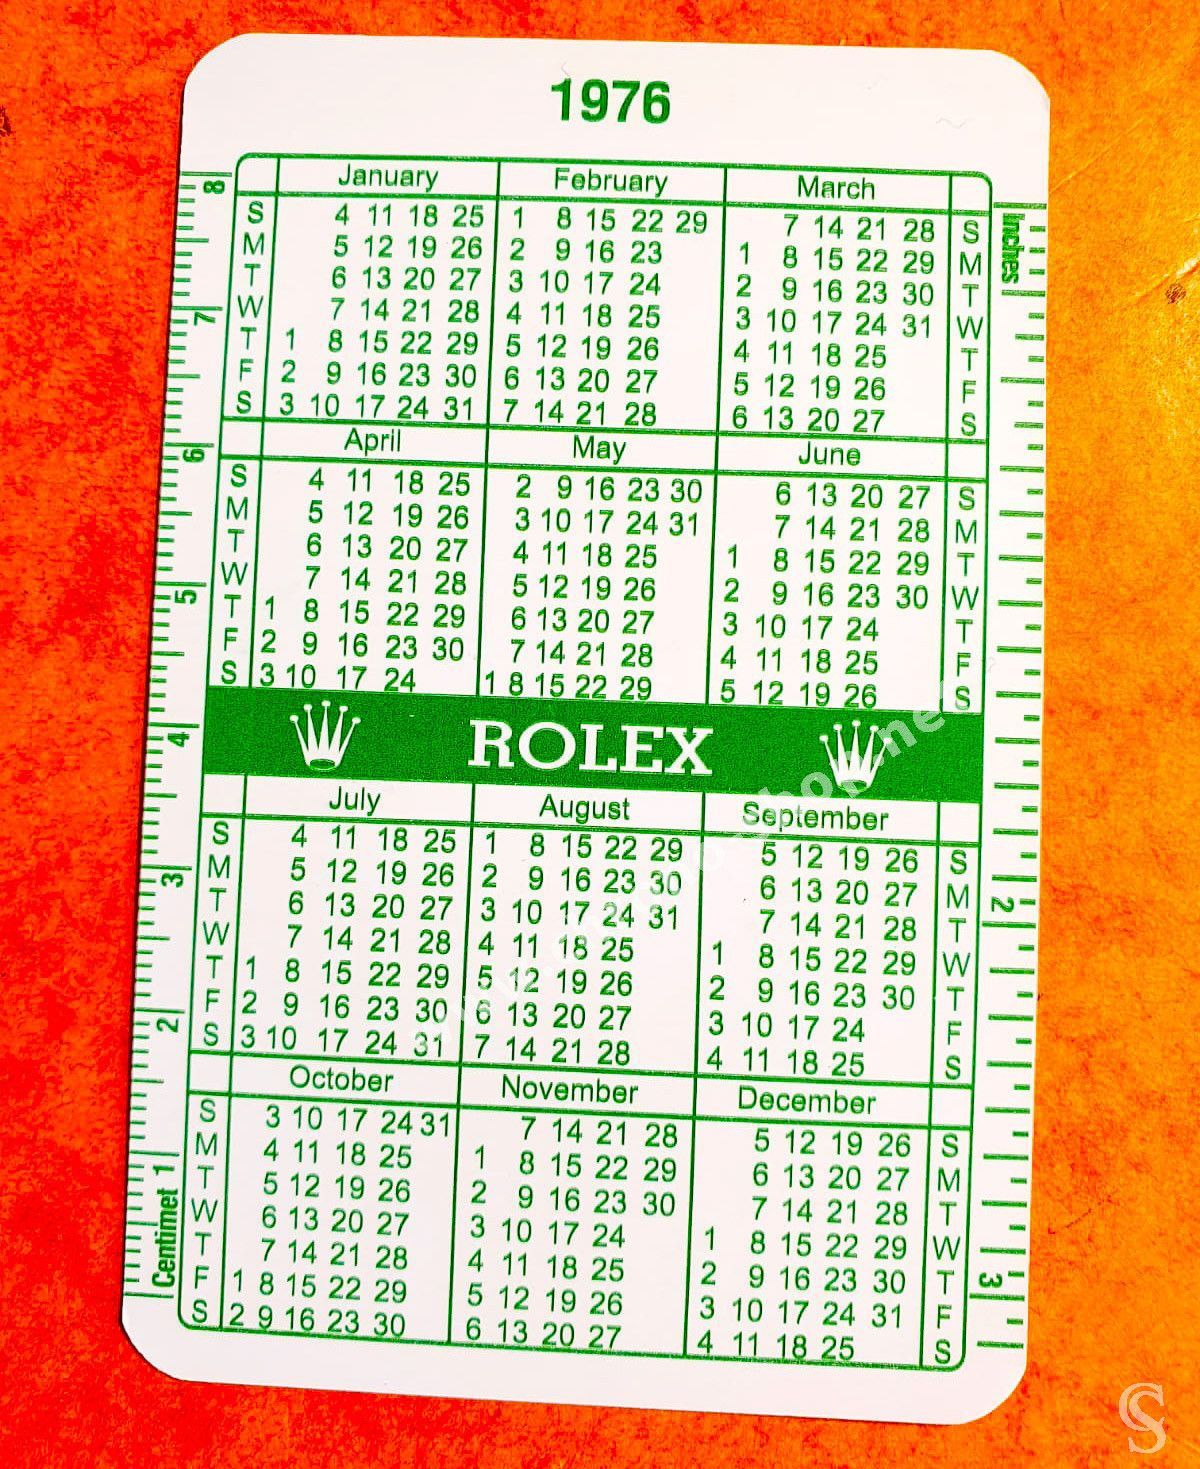 1976
January February March
S 4 11 18 25 1 8 15 22 29 7 14 21 28 S
M 5 12 19 26 2 9 16 23 1 8 15 22 29 M
T 6 13 20 27 3 10 17 24 2 9 16 23 30 T
W 7 14 21 28 4 11 18 25 3 10 17 24 31 W
T 1 8 15 22 29 5 12 19 26 4 11 18 25 T
F 2 9 16 23 30 6 13 20 27 5 12 19 26 F
S 3 10 17 24 31 7 14 21 28 6 13 20 27 S
April May June
S 4 11 18 25 2 9 16 23 30 6 13 20 27 S
M 5 12 19 26 3 10 17 24 31 7 14 21 28 M
T 6 13 20 27 4 11 18 25 1 8 15 22 29 T
W 7 14 21 28 5 12 19 26 2 9 16 23 30 W
T 1 8 15 22 29 6 13 20 27 3 10 17 24 T
F 2 9 16 23 30 7 14 21 28 4 11 18 25 F
S 3 10 17 24 1 8 15 22 29 5 12 19 26 S
ROLEX
July August September
S 4 11 18 25 1 8 15 22 29 5 12 19 26 S
M 5 12 19 26 2 9 16 23 30 6 13 20 27 M
T 6 13 20 27 3 10 17 24 31 7 14 21 28 T
W 7 14 21 28 4 11 18 25 1 8 15 22 29 W
T 1 8 15 22 29 5 12 19 26 2 9 16 23 30 T
F 2 9 16 23 30 6 13 20 27 3 10 17 24 F
S 3 10 17 24 31 7 14 21 28 4 11 18 25 S
October November December
S 3 10 17 24 31 7 14 21 28 5 12 19 26 S
M 4 11 18 25 1 8 15 22 29 6 13 20 27 M
T 5 12 19 26 2 9 16 23 30 7 14 21 28 T
W 6 13 20 27 3 10 17 24 1 8 15 22 29 W
T 7 14 21 28 4 11 18 25 2 9 16 23 30 T
F 1 8 15 22 29 5 12 19 26 3 10 17 24 31 F
S 2 9 16 23 30 6 13 20 27 4 11 18 25 S
Centimet 1 2 3 4 5 6 7 8
Inches 2 3